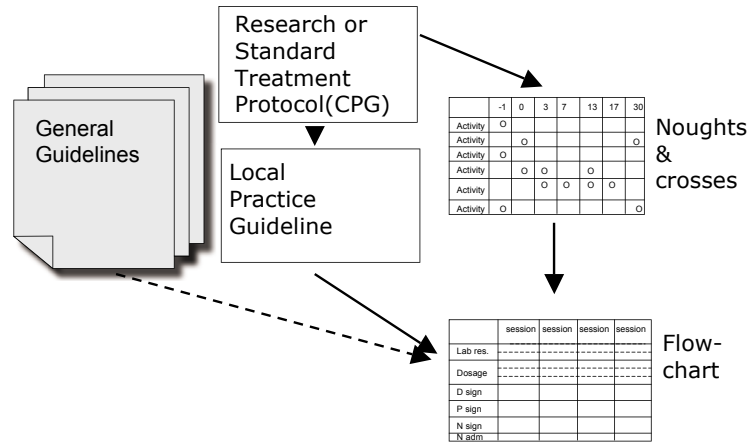 General
Guidelines
Research or
Standard
Treatment
Protocol(CPG)
Local
Practice
Guideline
-1 0 3 7 13 17 30
Activity O
Activity O O
Activity O
Activity O O O
Activity O O O O
Activity O O
Noughts
&
crosses
session session session session
Lab res.
Dosage
D sign
P sign
N sign
N adm
Flow-
chart